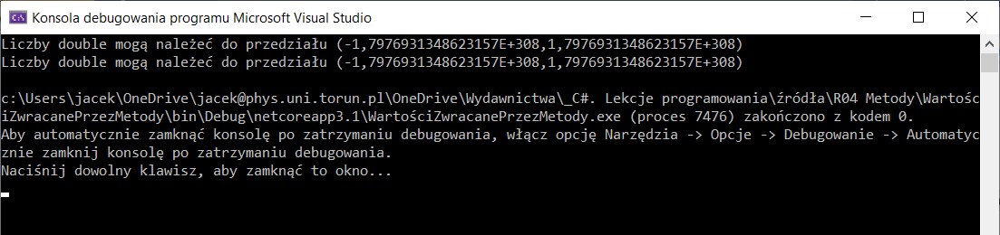 Konsola debugowania programu Microsoft Visual Studio
Liczby double mogą należeć do przedziału (-1,7976931348623157E+308,1,7976931348623157E+308)
Liczby double mogą należeć do przedziału (-1,7976931348623157E+308,1,7976931348623157E+308)
c:\Users\jacek\OneDrive\jacek@phys.uni.torun.pl\OneDrive\Wydawnictwa\_C#. Lekcje programowania\źródła\R04 Metody\Wartośc
iZwracanePrzezMetody\bin\Debug\netcoreapp3.1\WartościZwracanePrzezMetody.exe (proces 7476) zakończono z kodem 0.
Aby automatycznie zamknąć konsolę po zatrzymaniu debugowania, włącz opcję Narzędzia -> Opcje -> Debugowanie -> Automatyc
znie zamknij konsolę po zatrzymaniu debugowania.
Naciśnij dowolny klawisz, aby zamknąć to okno...